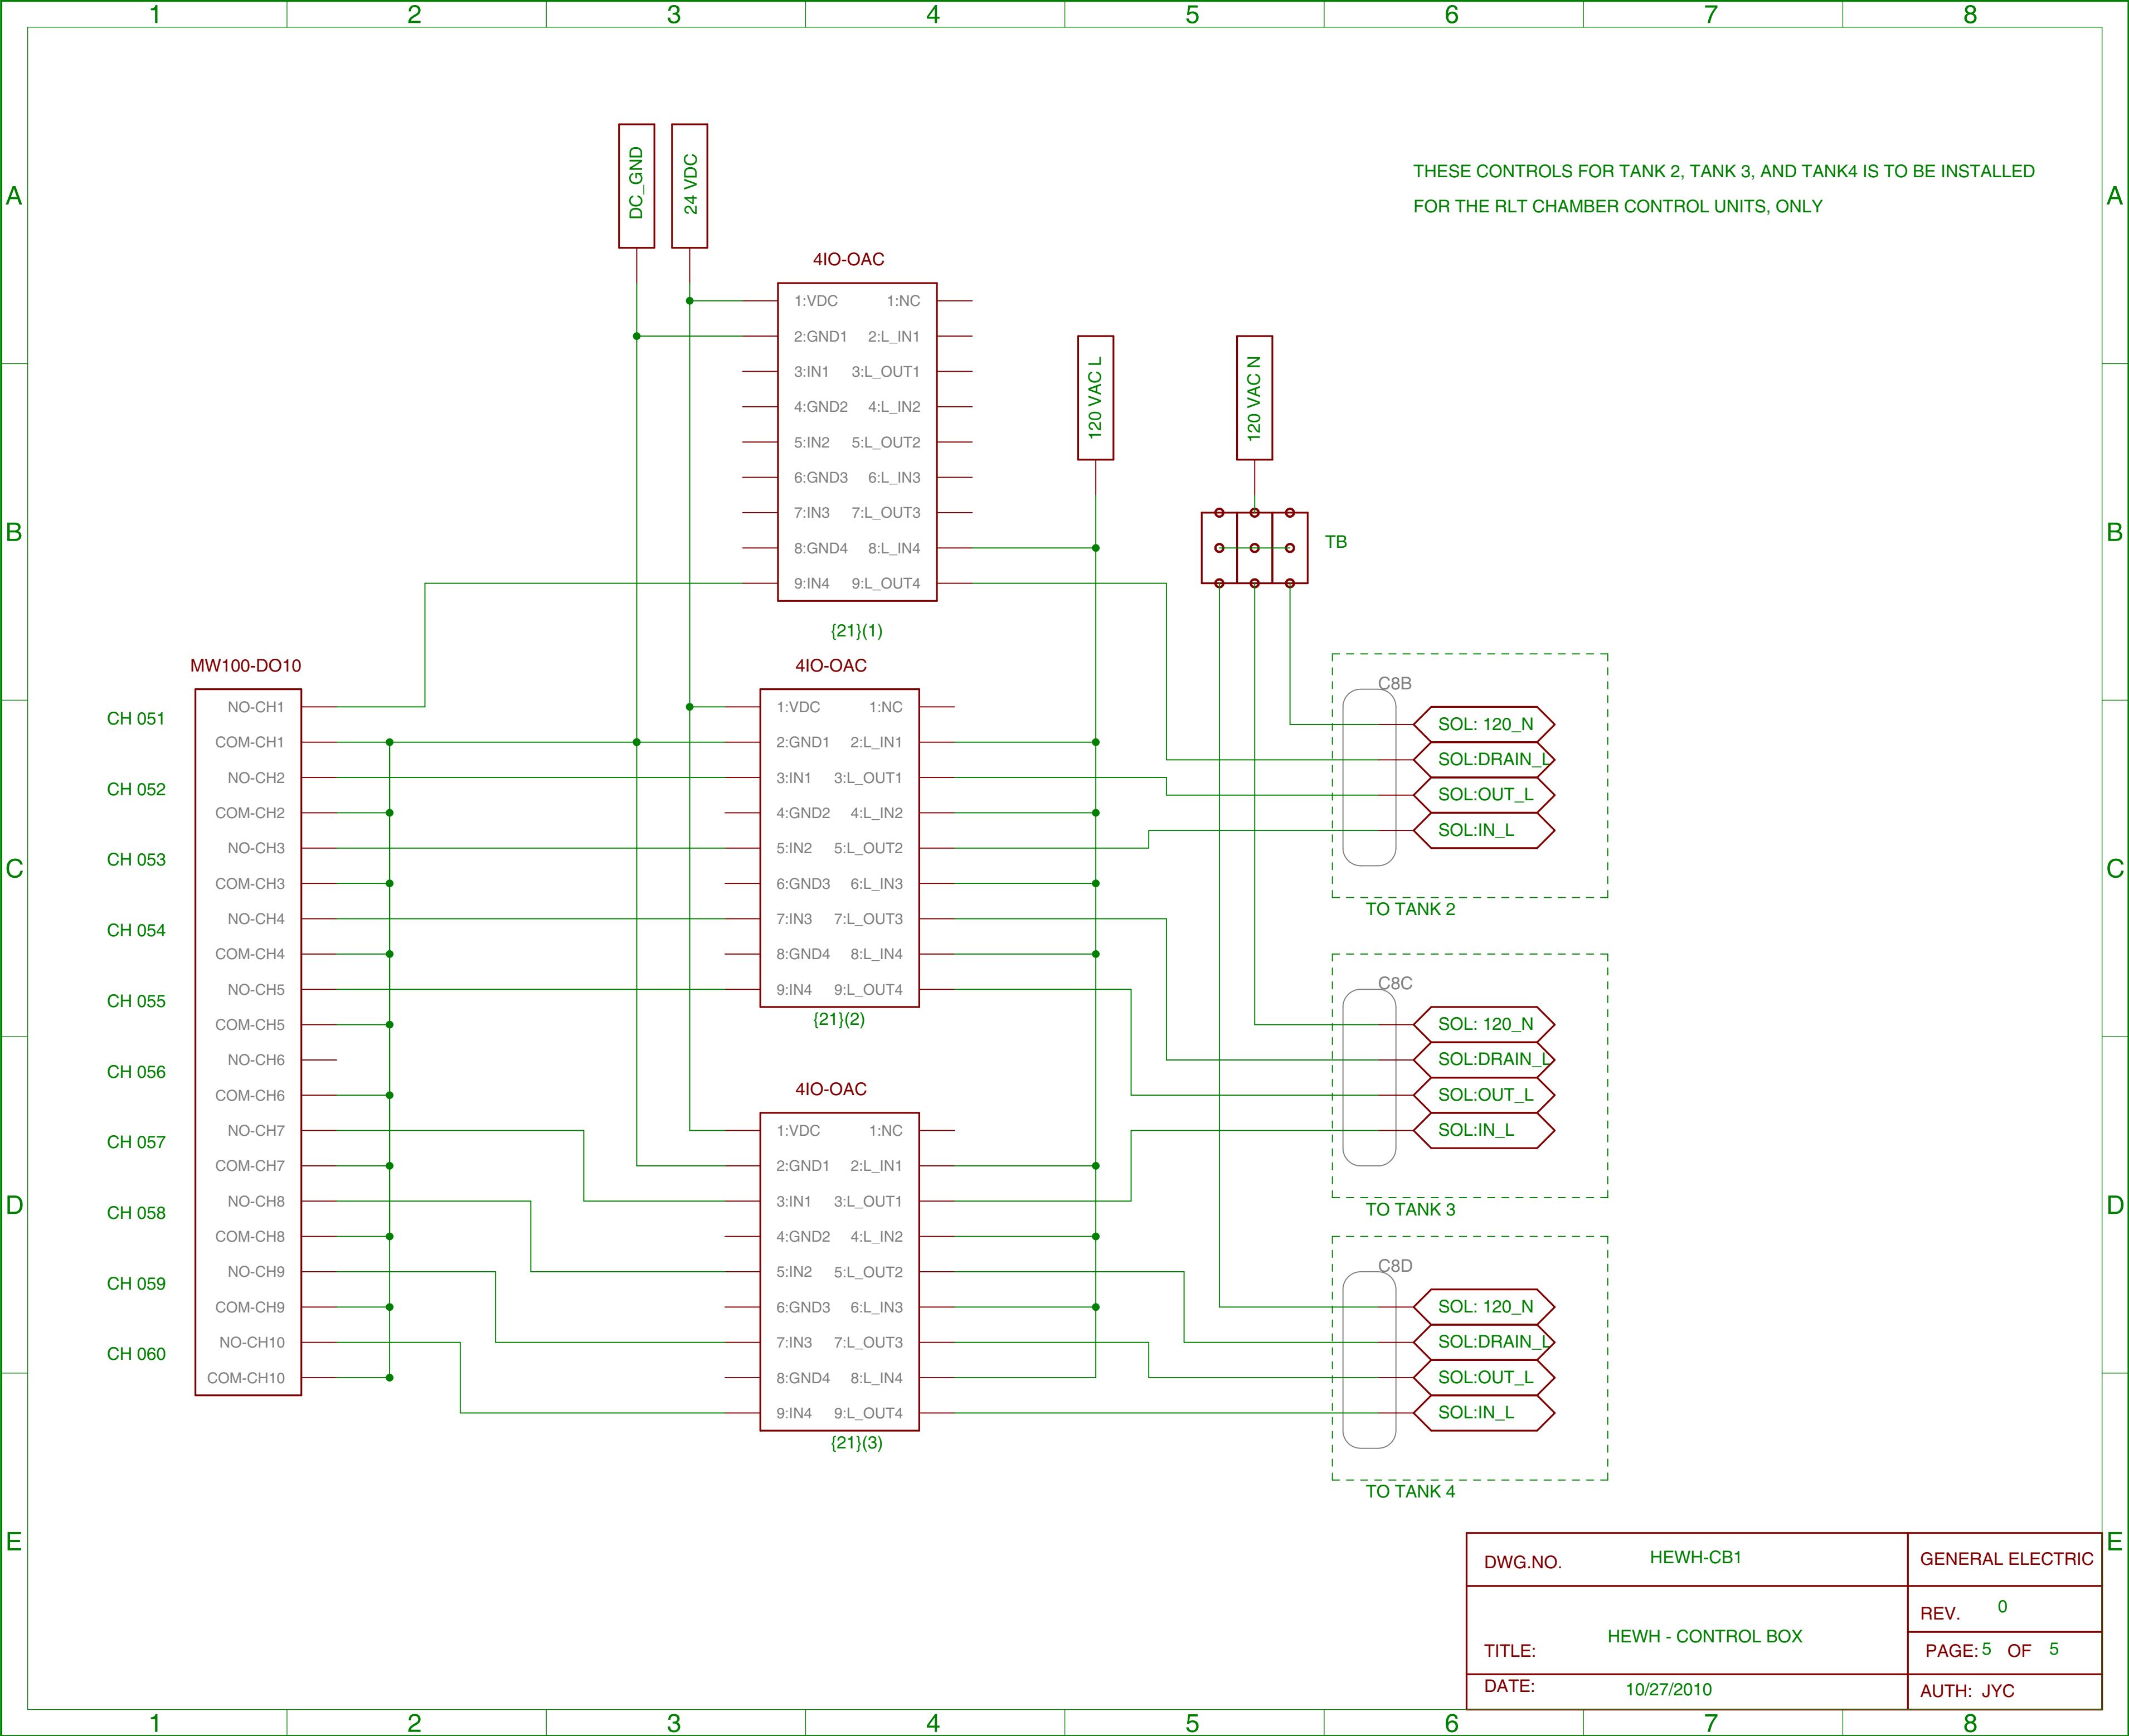 1 2 3 4 5 6 7 8
A A
B B
C C
D D
E E
DC_GND
24 VDC
THESE CONTROLS FOR TANK 2, TANK 3, AND TANK4 IS TO BE INSTALLED
FOR THE RLT CHAMBER CONTROL UNITS, ONLY
4IO-OAC
1:VDC 1:NC
2:GND1 2:L_IN1
3:IN1 3:L_OUT1
4:GND2 4:L_IN2
5:IN2 5:L_OUT2
6:GND3 6:L_IN3
7:IN3 7:L_OUT3
8:GND4 8:L_IN4
9:IN4 9:L_OUT4
{21}(1)
120 VAC L
120 VAC N
TB
MW100-DO10
NO-CH1
CH 051
COM-CH1
NO-CH2
CH 052
COM-CH2
NO-CH3
CH 053
COM-CH3
NO-CH4
CH 054
COM-CH4
NO-CH5
CH 055
COM-CH5
NO-CH6
CH 056
COM-CH6
NO-CH7
CH 057
COM-CH7
NO-CH8
CH 058
COM-CH8
NO-CH9
CH 059
COM-CH9
NO-CH10
CH 060
COM-CH10
4IO-OAC
1:VDC 1:NC
2:GND1 2:L_IN1
3:IN1 3:L_OUT1
4:GND2 4:L_IN2
5:IN2 5:L_OUT2
6:GND3 6:L_IN3
7:IN3 7:L_OUT3
8:GND4 8:L_IN4
9:IN4 9:L_OUT4
{21}(2)
4IO-OAC
1:VDC 1:NC
2:GND1 2:L_IN1
3:IN1 3:L_OUT1
4:GND2 4:L_IN2
5:IN2 5:L_OUT2
6:GND3 6:L_IN3
7:IN3 7:L_OUT3
8:GND4 8:L_IN4
9:IN4 9:L_OUT4
{21}(3)
C8B
SOL: 120_N
SOL:DRAIN_L
SOL:OUT_L
SOL:IN_L
TO TANK 2
C8C
SOL: 120_N
SOL:DRAIN_L
SOL:OUT_L
SOL:IN_L
TO TANK 3
C8D
SOL: 120_N
SOL:DRAIN_L
SOL:OUT_L
SOL:IN_L
TO TANK 4
DWG.NO. HEWH-CB1
GENERAL ELECTRIC
REV. 0
TITLE: HEWH - CONTROL BOX
PAGE: 5 OF 5
DATE: 10/27/2010
AUTH: JYC
1 2 3 4 5 6 7 8